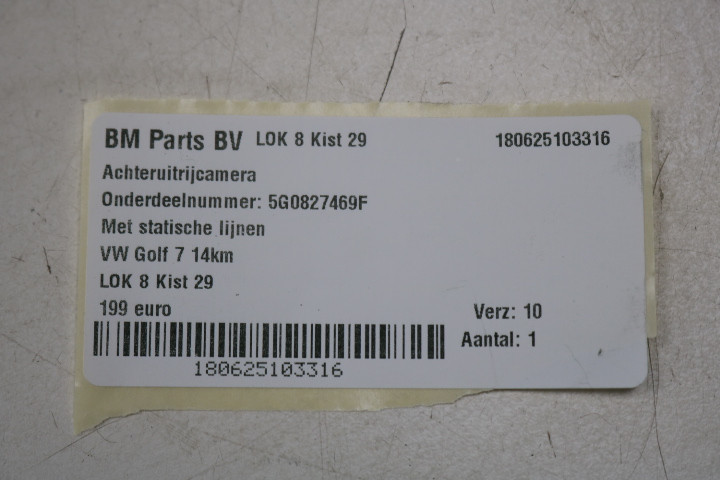 BM Parts BV LOK 8 Kist 29 180625103316
Achteruitrijcamera
Onderdeelnummer: 5G0827469F
Met statische lijnen
VW Golf 7 14km
LOK 8 Kist 29
199 euro Verz: 10
Aantal: 1
180625103316